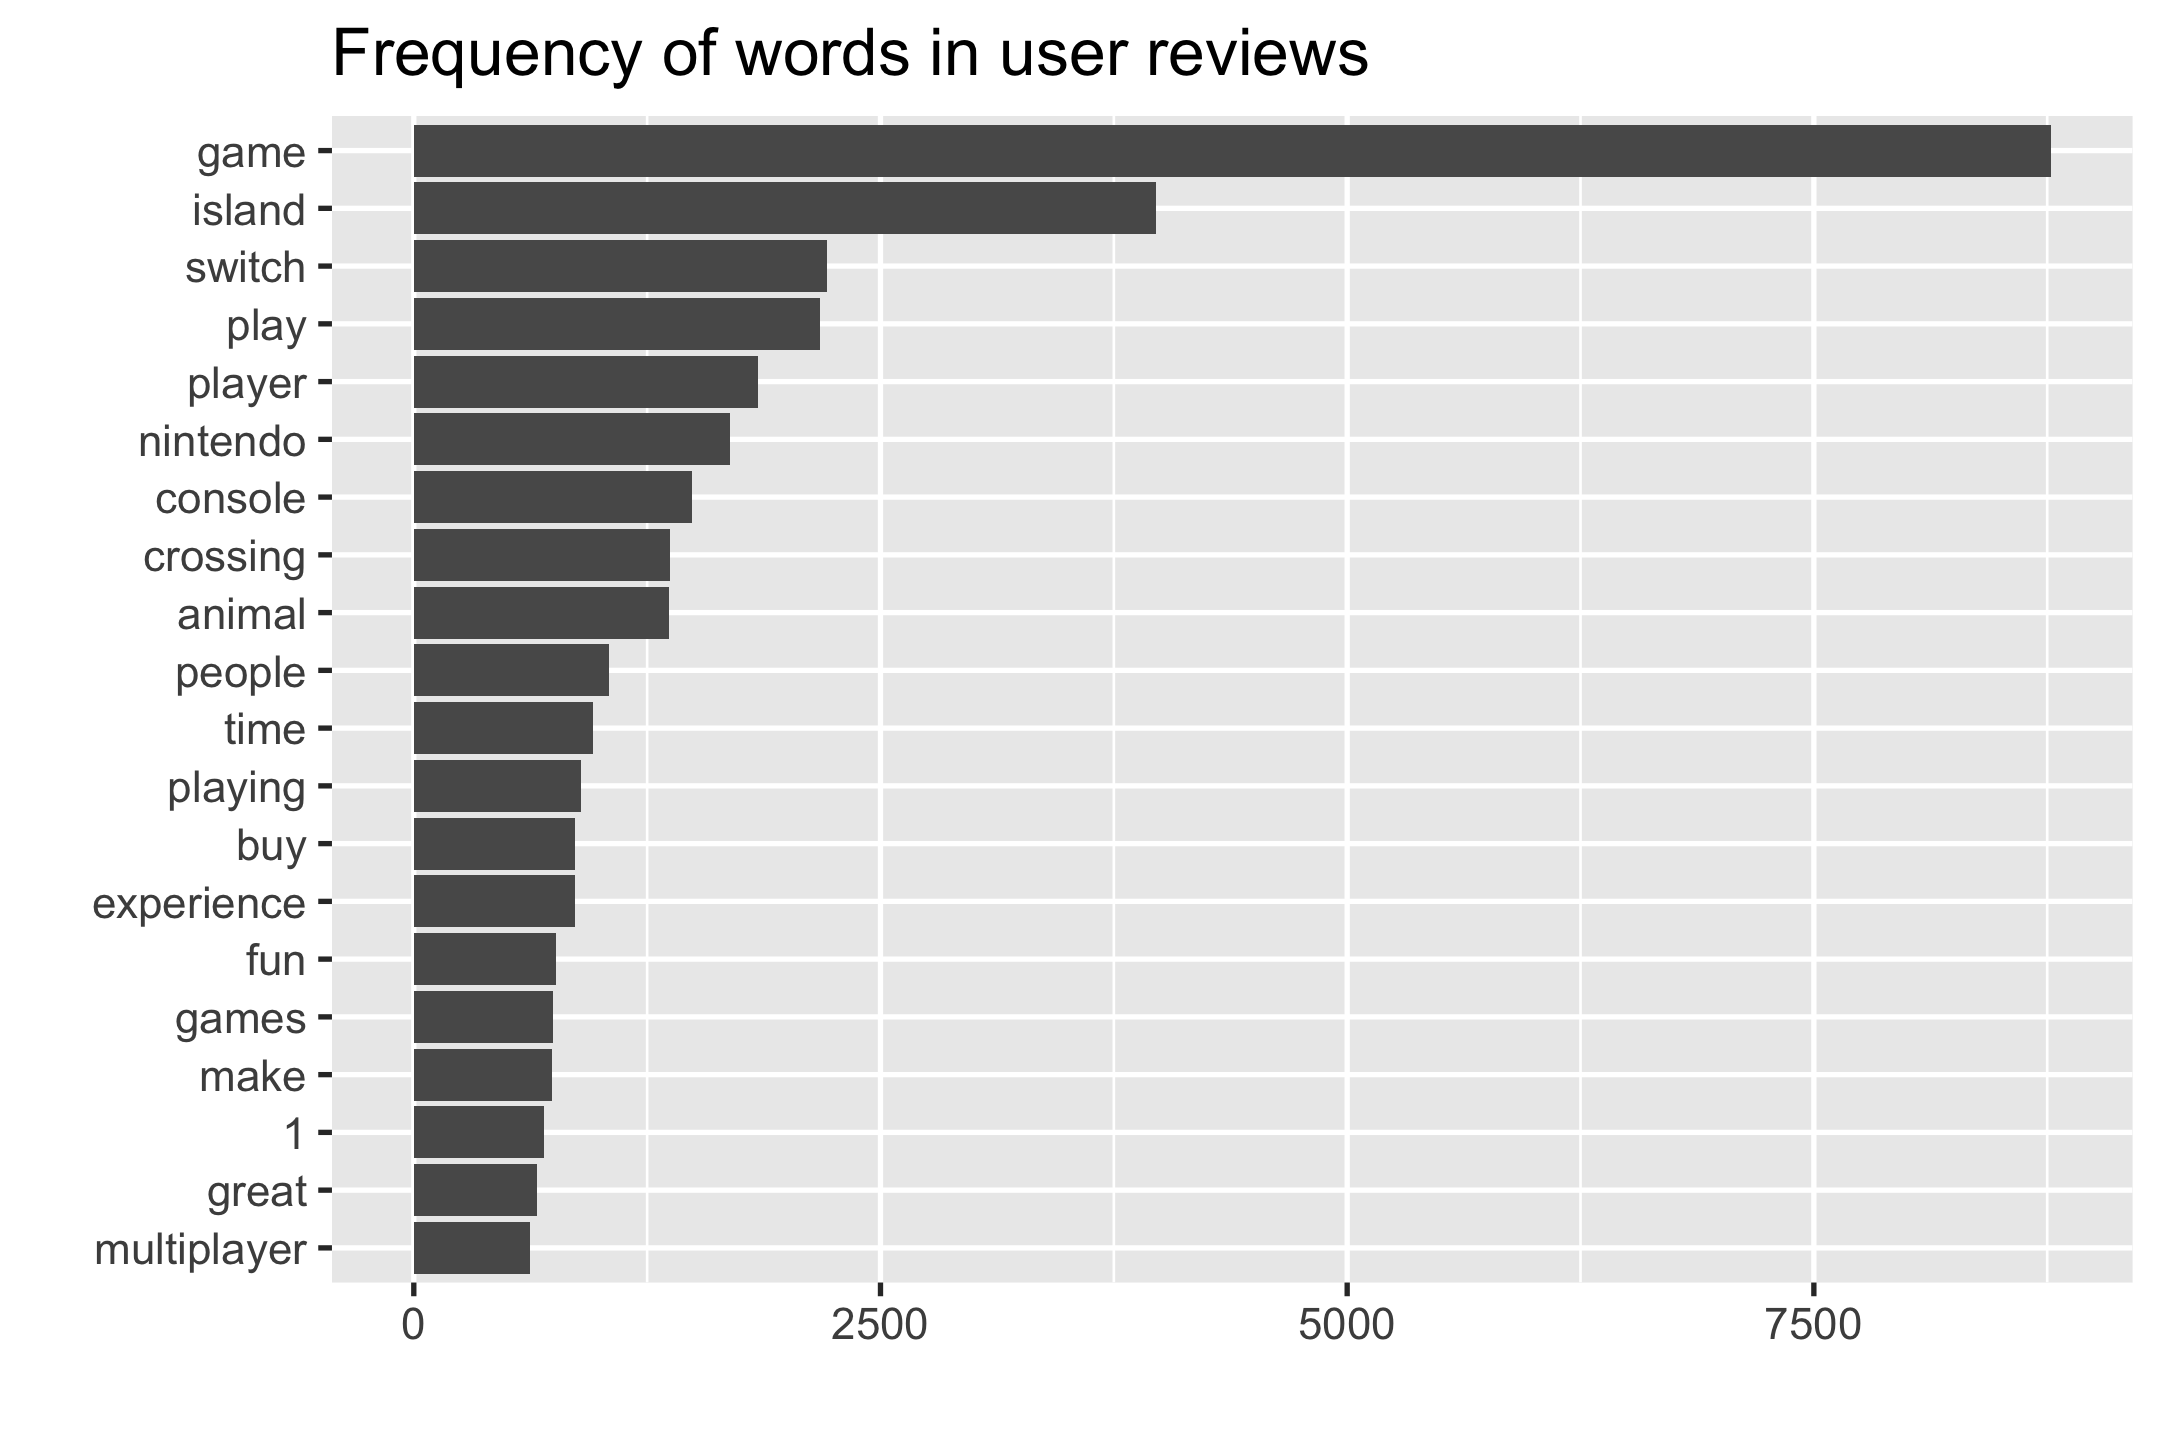 Frequency of words in user reviews
game
island
switch
play
player
nintendo
console
crossing
animal
people
time
playing
buy
experience
fun
games
make
1
great
multiplayer
0 2500 5000 7500